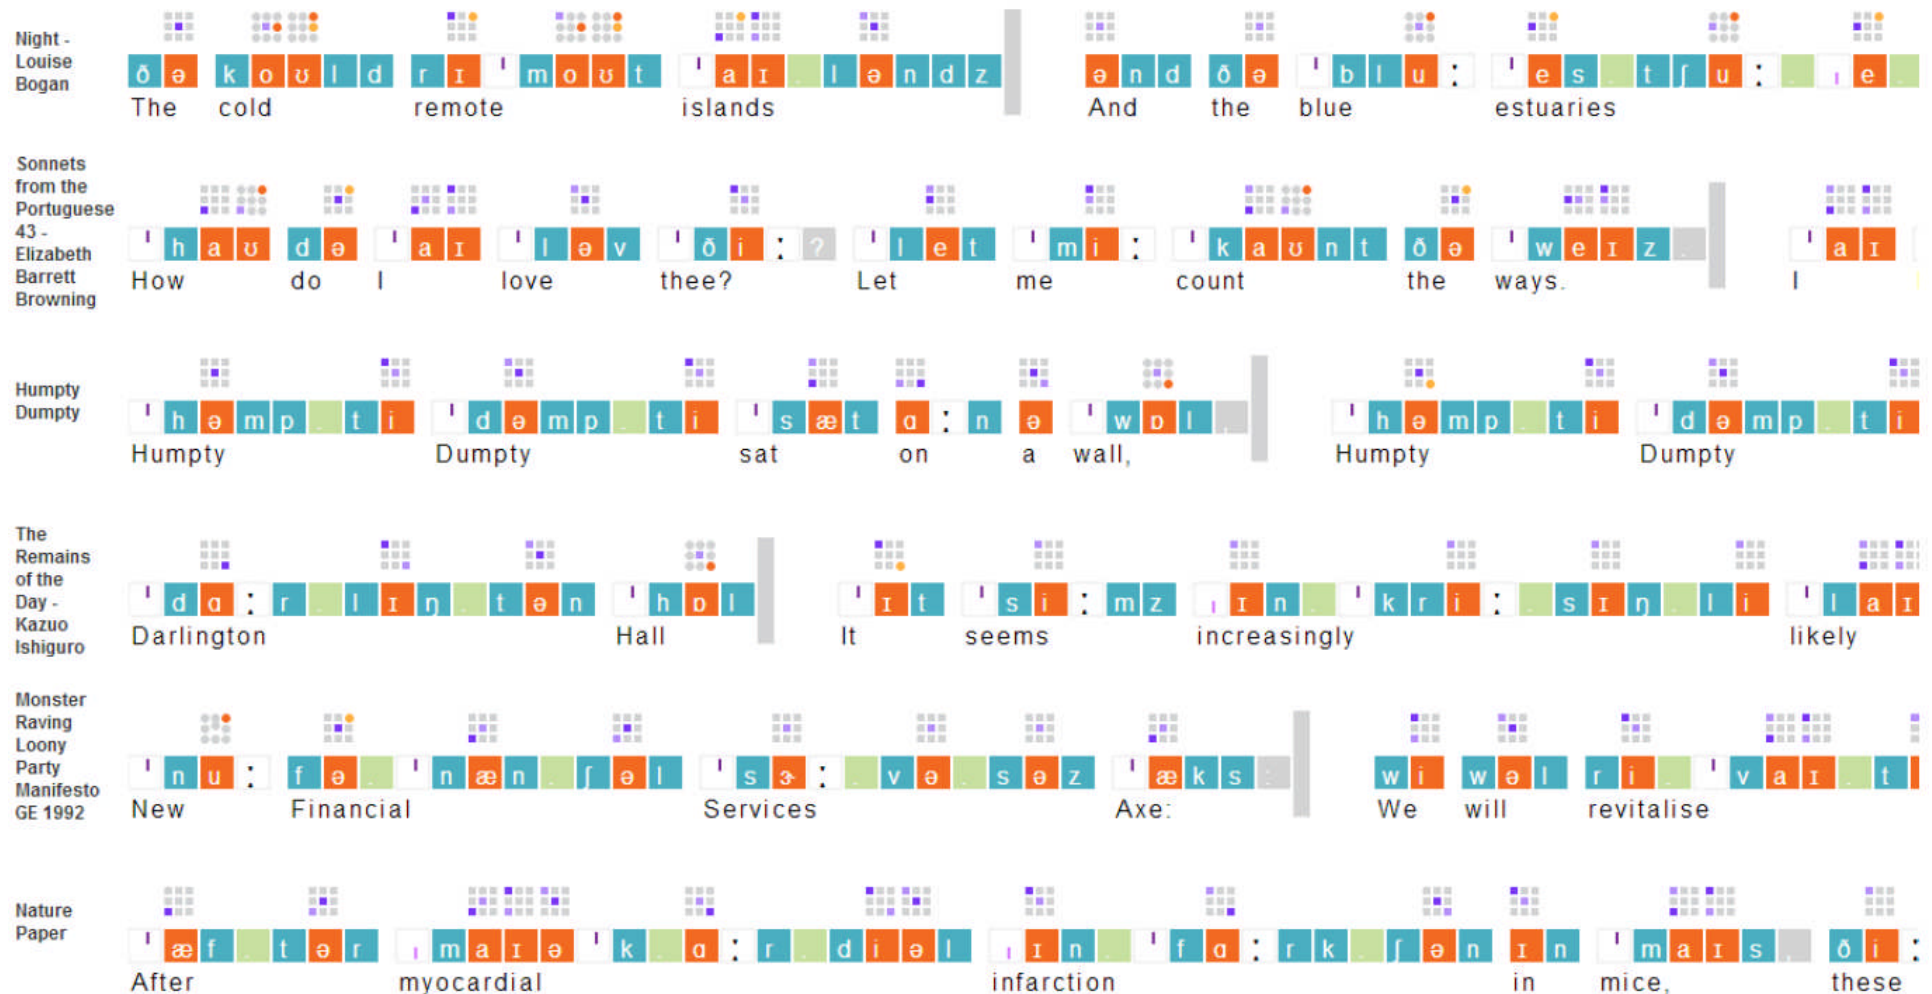 Night -
Louise
Bogan
ð ə k o ʊ l d r ɪ ˈ m o ʊ t ˈ a ɪ . l ə n d z ə n d ð ə ˈ b l u ː ˈ e s . t ʃ u ː . ˌ e .
The cold remote islands And the blue estuaries
Sonnets
from the
Portuguese
43 -
Elizabeth
Barrett
Browning
ˈ h a ʊ d ə ˈ a ɪ ˈ l ə v ˈ ð i ː ? ˈ l e t ˈ m i ː ˈ k a ʊ n t ð ə ˈ w e ɪ z . ˈ a ɪ
How do I love thee? Let me count the ways. I
Humpty
Dumpty
ˈ h ə m p . t i ˈ d ə m p . t i ˈ s æ t ɑ ː n ə ˈ w ɒ l , ˈ h ə m p . t i ˈ d ə m p . t i
Humpty Dumpty sat on a wall, Humpty Dumpty
The
Remains
of the
Day -
Kazuo
Ishiguro
ˈ d ɑ ː r . l ɪ ŋ . t ə n ˈ h ɒ l ˈ ɪ t ˈ s i ː m z ˌ ɪ n . ˈ k r i ː . s ɪ ŋ . l i ˈ l a ɪ
Darlington Hall It seems increasingly likely
Monster
Raving
Loony
Party
Manifesto
GE 1992
ˈ n u ː f ə . ˈ n æ n . ʃ ə l ˈ s ɝ ː . v ə . s ə z ˈ æ k s : w i w ə l r i . ˈ v a ɪ . t
New Financial Services Axe: We will revitalise
Nature
Paper
ˈ æ f . t ə r ˌ m a ɪ ə ˈ k . ɑ ː r . d i ə l ˌ ɪ n . ˈ f ɑ ː r k . ʃ ə n ɪ n ˈ m a ɪ s , ð i ː
After myocardial infarction in mice, these